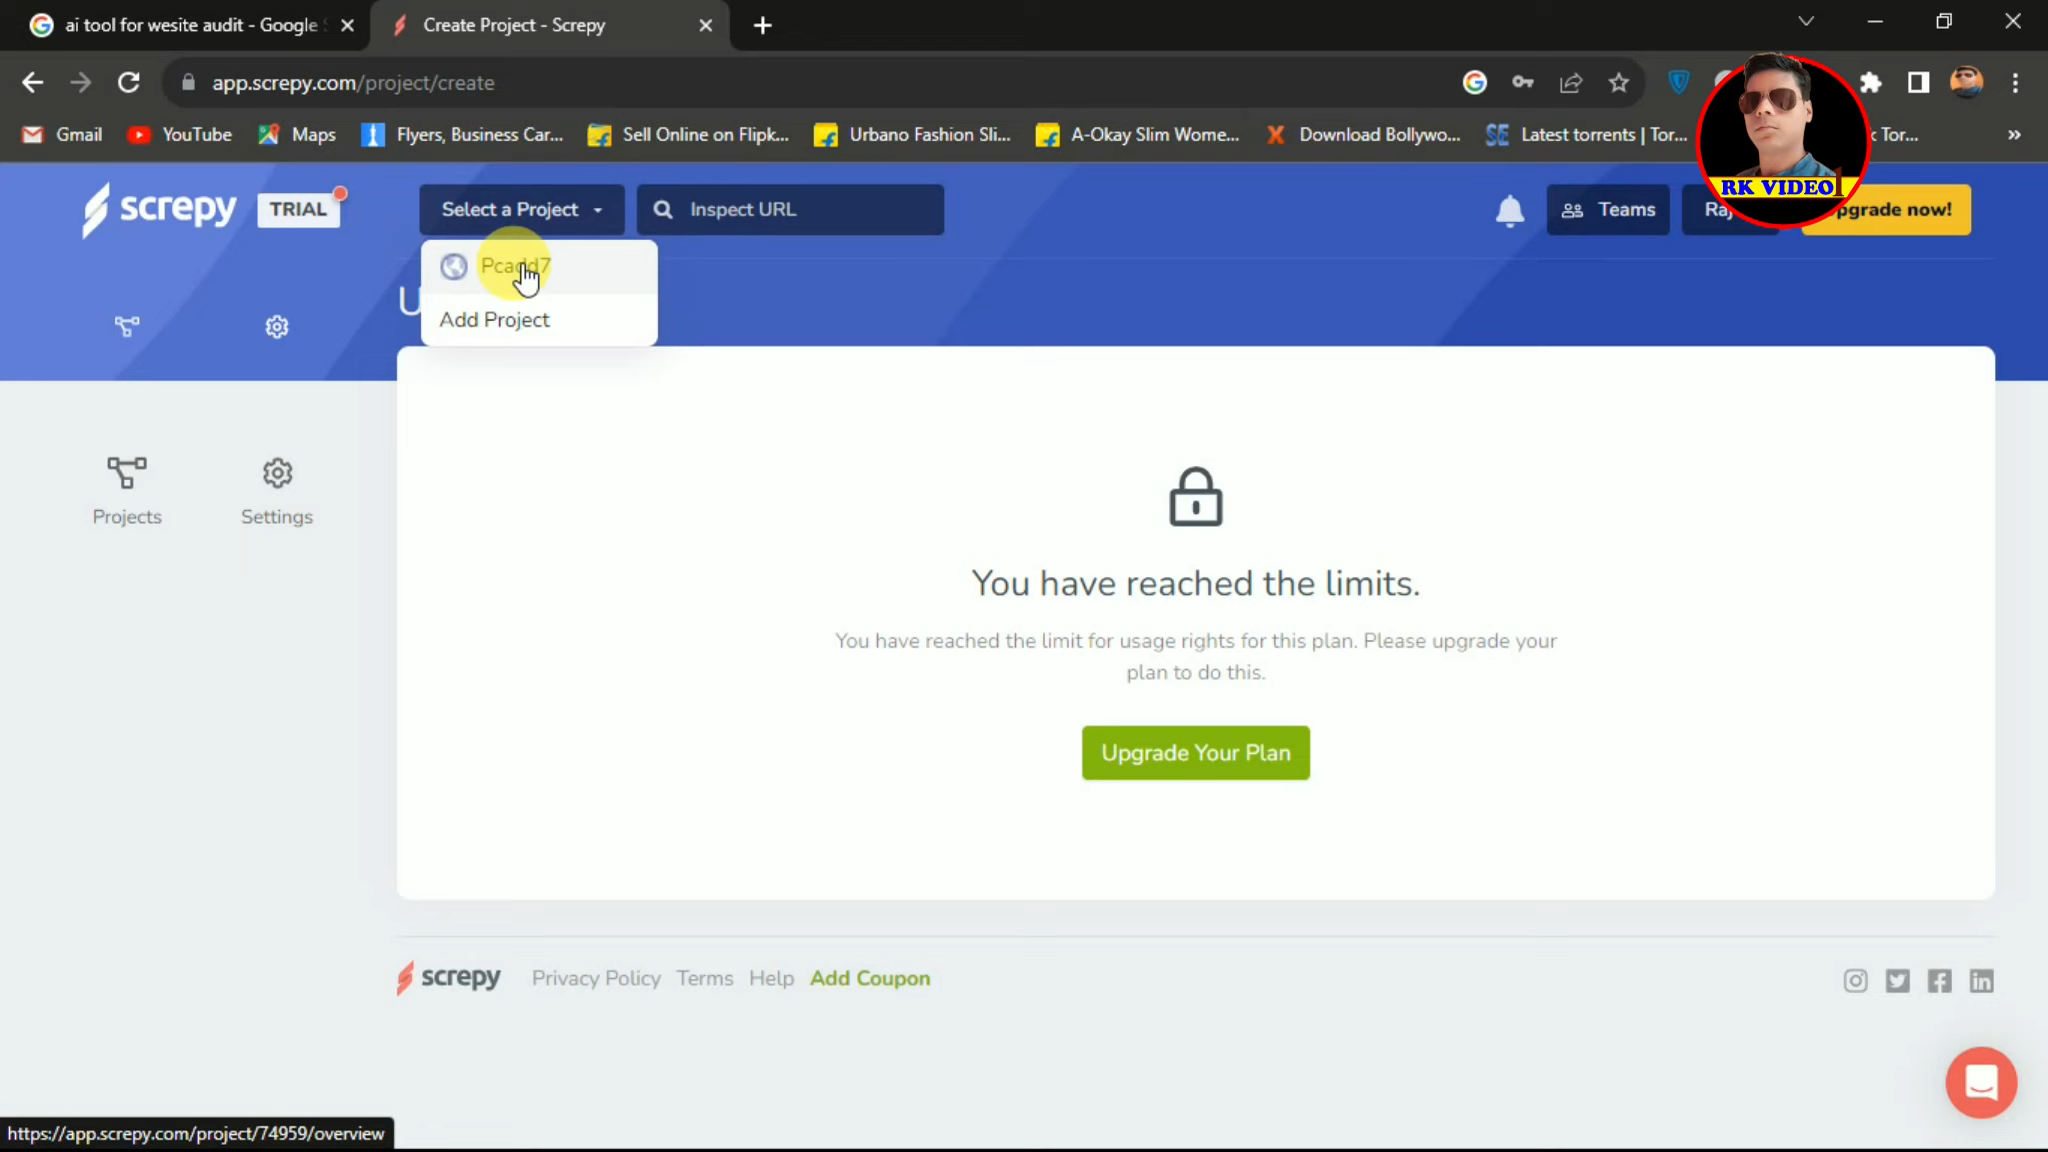 ai tool for wesite audit - Google
Create Project - Screpy
app.screpy.com/project/create
Gmail
YouTube
Maps
Flyers, Business Car...
Sell Online on Flipk...
Urbano Fashion Sli...
A-Okay Slim Wome...
Download Bollywo...
Latest torrents | Tor...
Tor...
RK VIDEO1
screpy
TRIAL
Select a Project
Inspect URL
Teams
pgrade now!
Pcadd7
Add Project
Projects
Settings
You have reached the limits.
You have reached the limit for usage rights for this plan. Please upgrade your
plan to do this.
Upgrade Your Plan
screpy
Privacy Policy
Terms
Help
Add Coupon
https://app.screpy.com/project/74959/overview